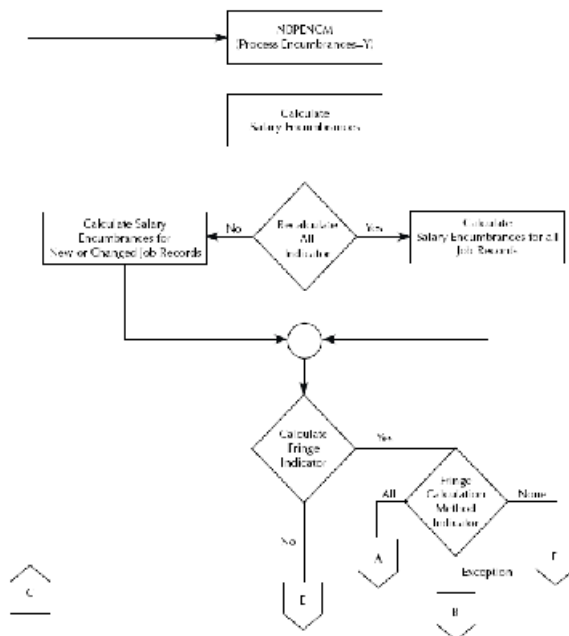 NBPENCM
(Process Encumbrances=Y)
Calculate
Salary Encumbrances
Calculate Salary
Encumbrances for
New or Changed Job Records
No
Recalculate
All
Indicator
Yes
Calculate
Salary Encumbrances for all
Job Records
Calculate
Fringe
Indicator
Yes
All
Fringe
Calculation
Method
Indicator
None
No
A
Exception
C
E
B